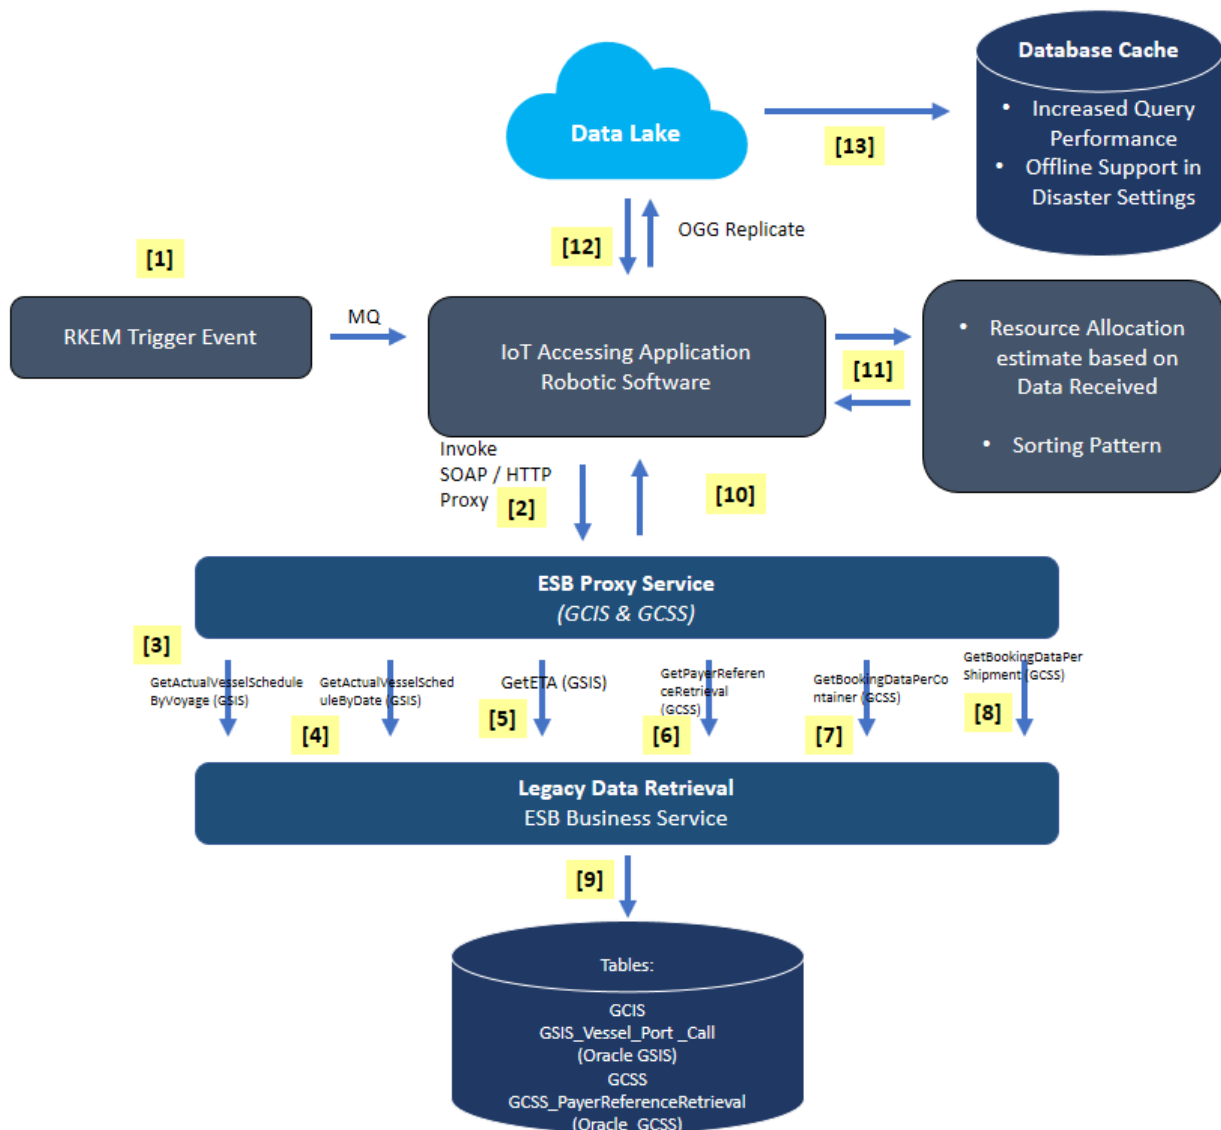 Database Cache
• Increased Query
Performance
• Offline Support in
Disaster Settings
Data Lake
[13]
[12]
OGG Replicate
[1]
RKEM Trigger Event
MQ
IoT Accessing Application
Robotic Software
[11]
• Resource Allocation
estimate based on
Data Received
• Sorting Pattern
Invoke
SOAP / HTTP
Proxy
[2]
[10]
ESB Proxy Service
(GCIS & GCSS)
[3]
GetActualVesselSchedule
ByVoyage (GSIS)
GetActualVesselSched
uleByDate (GSIS)
[4]
GetETA (GSIS)
[5]
GetPayerReferen
ceRetrieval
(GCSS)
[6]
GetBookingDataPerCo
ntainer (GCSS)
[7]
GetBookingDataPer
Shipment (GCSS)
[8]
Legacy Data Retrieval
ESB Business Service
[9]
Tables:
GCIS
GSIS_Vessel_Port _Call
(Oracle GSIS)
GCSS
GCSS_PayerReferenceRetrieval
(Oracle GCSS)